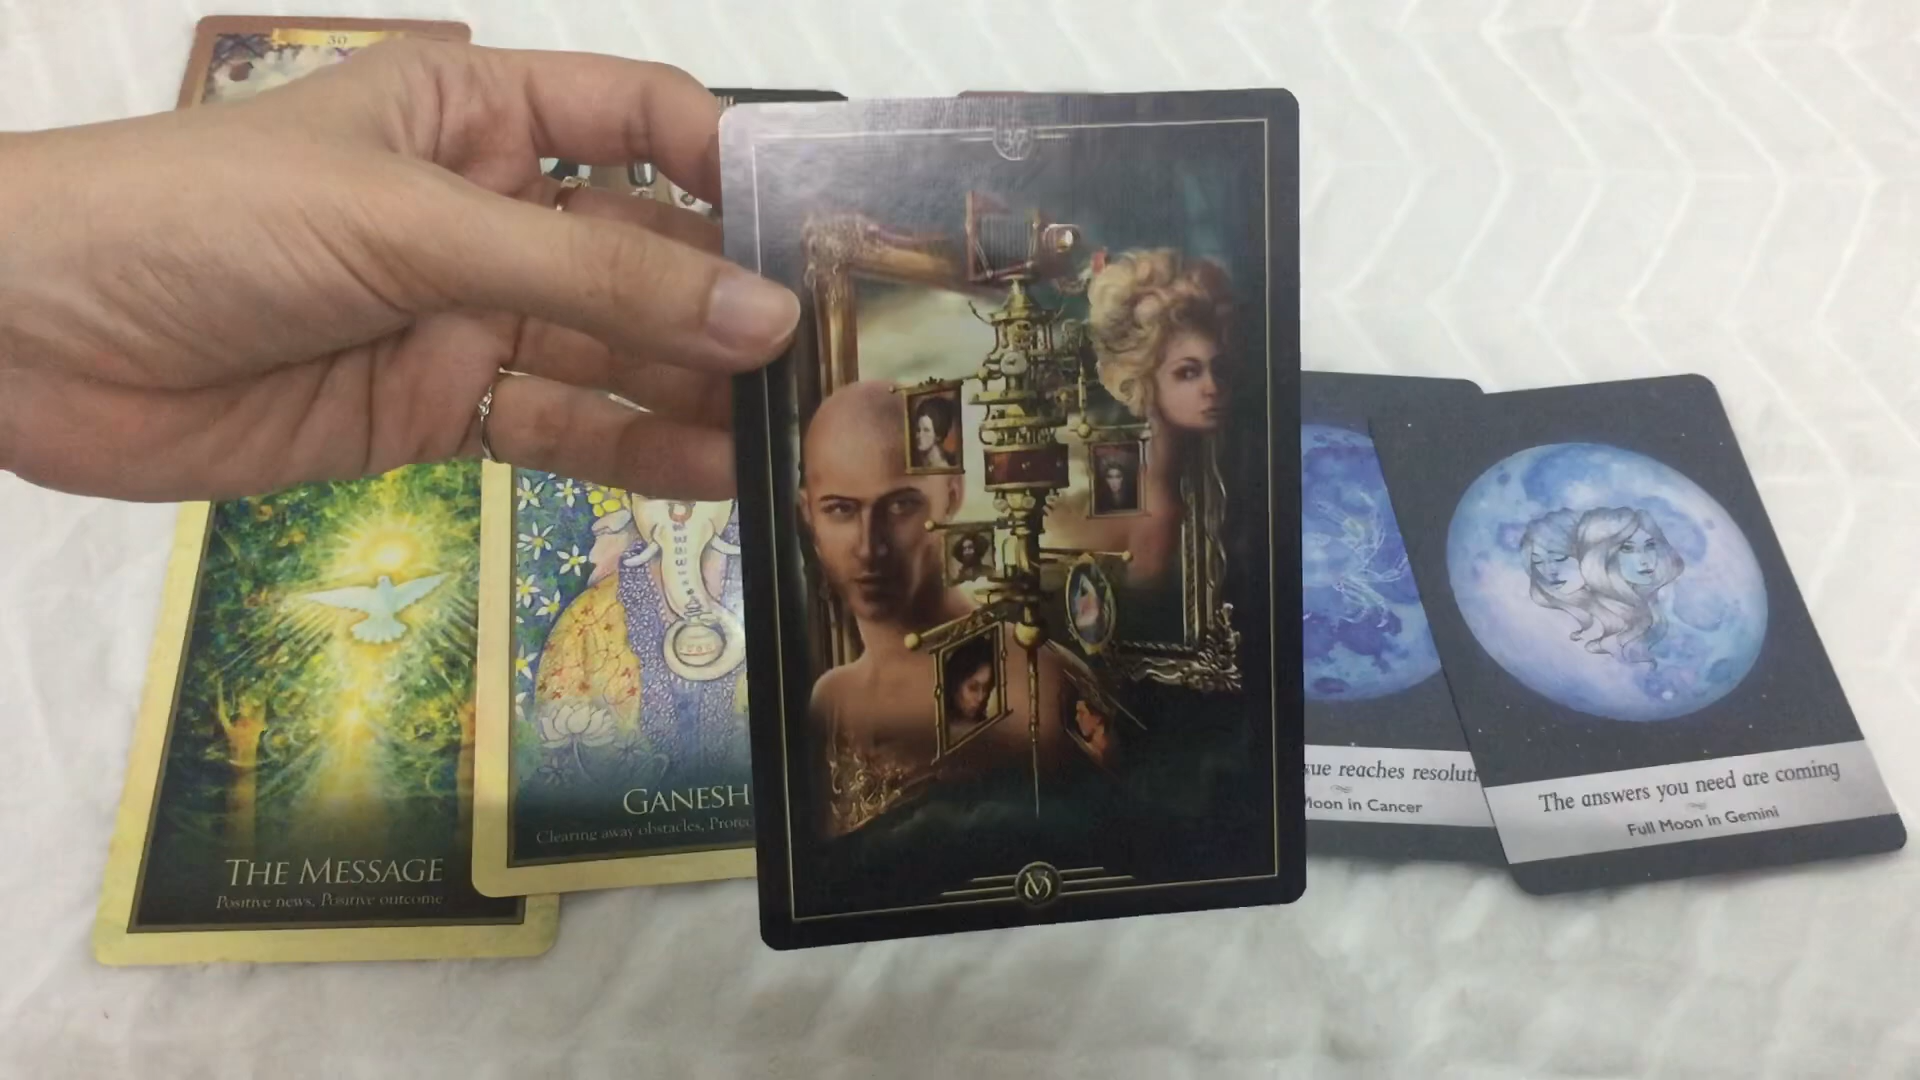 30
37
THE MESSAGE
Positive news, Positive outcome
GANESH
Clearing away obstacles, Protec
sue reaches resoluti
Moon in Cancer
The answers you need are coming
Full Moon in Gemini